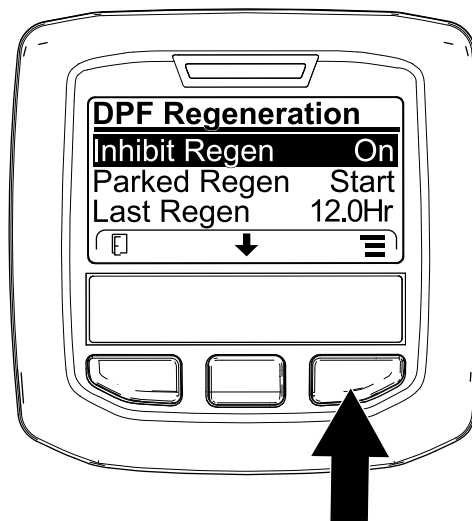 DPF Regeneration
Inhibit Regen On
Parked Regen Start
Last Regen 12.0Hr